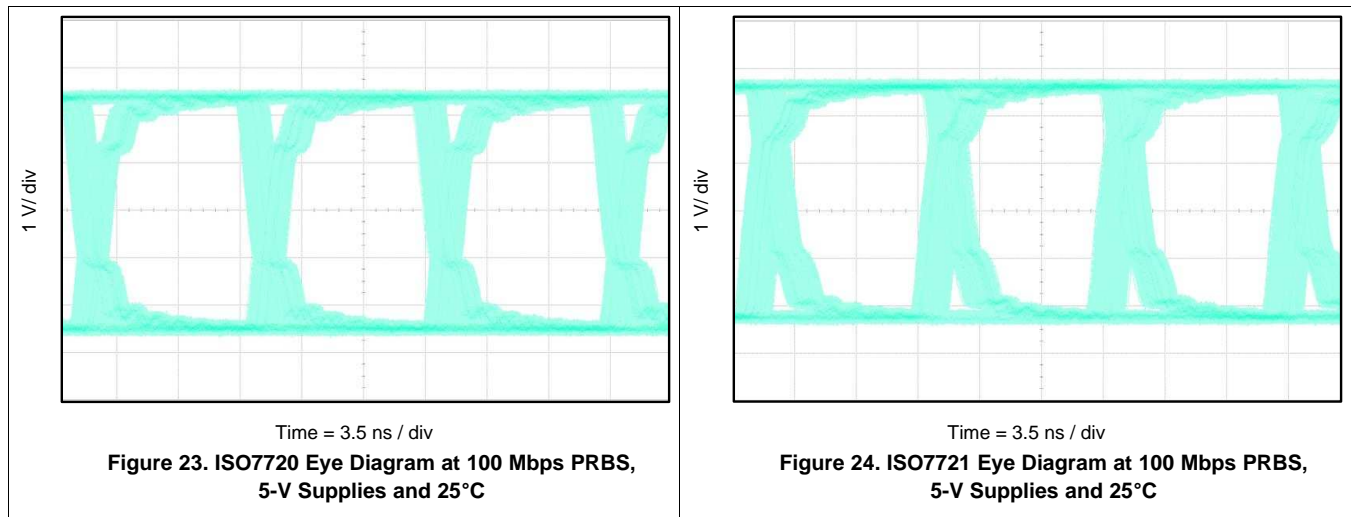 1 V/ div
Time = 3.5 ns / div
Figure 23. ISO7720 Eye Diagram at 100 Mbps PRBS,
5-V Supplies and 25°C
1 V/ div
Time = 3.5 ns / div
Figure 24. ISO7721 Eye Diagram at 100 Mbps PRBS,
5-V Supplies and 25°C